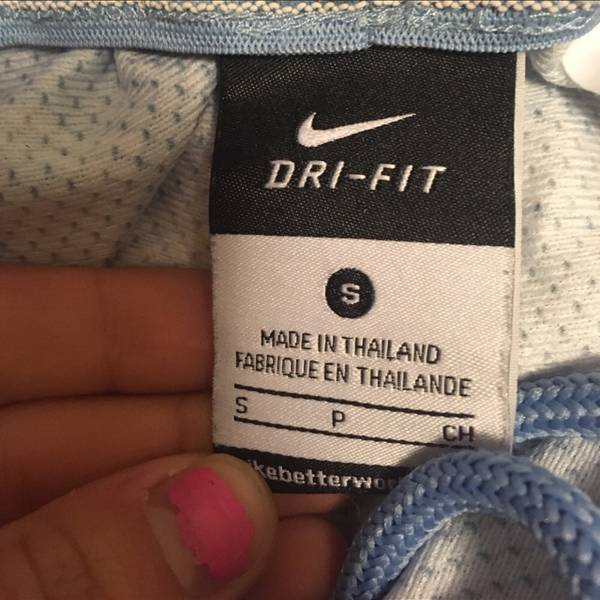 DRI-FIT
S
MADE IN THAILAND
FABRIQUE EN THAILANDE
S P CH